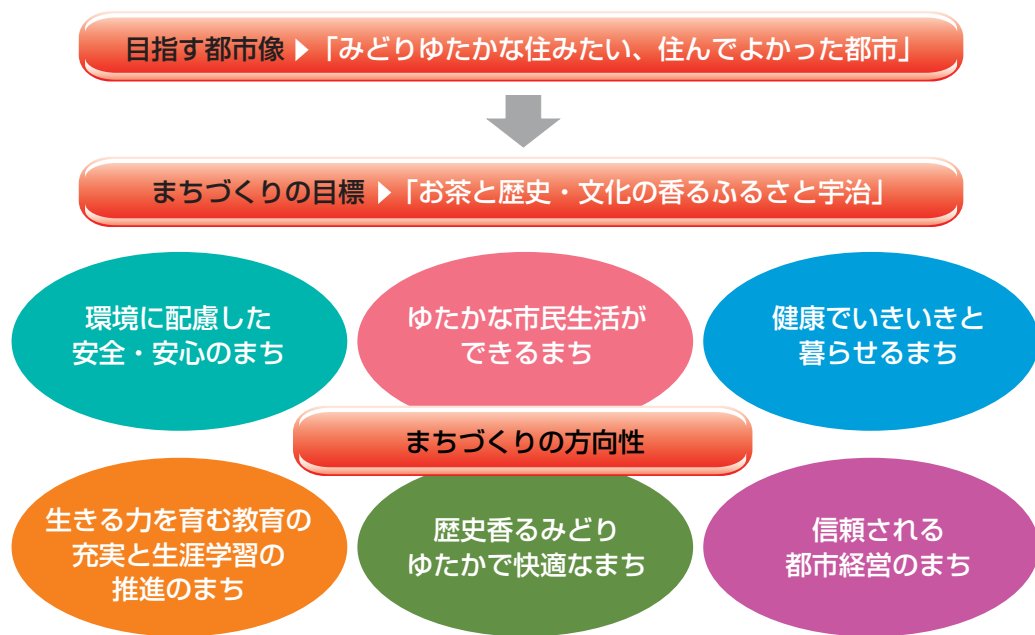 目指す都市像▶「みどりゆたかな住みたい、住んでよかった都市」
まちづくりの目標▶「お茶と歴史・文化の香るふるさと宇治」
環境に配慮した
安全・安心のまち
ゆたかな市民生活が
できるまち
健康でいきいきと
暮らせるまち
まちづくりの方向性
生きる力を育む教育の
充実と生涯学習の
推進のまち
歴史香るみどり
ゆたかで快適なまち
信頼される
都市経営のまち